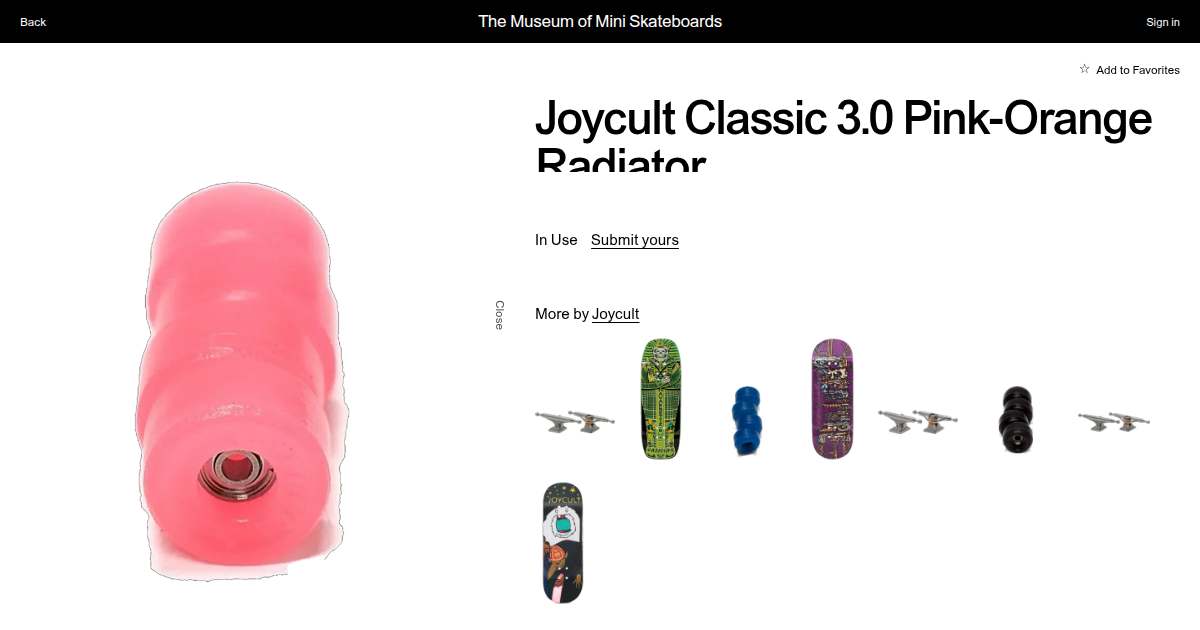 Back
The Museum of Mini Skateboards
Sign in
☆ Add to Favorites
Joycult Classic 3.0 Pink-Orange
Radiator
In Use Submit yours
Close
More by Joycult
JOYCULT